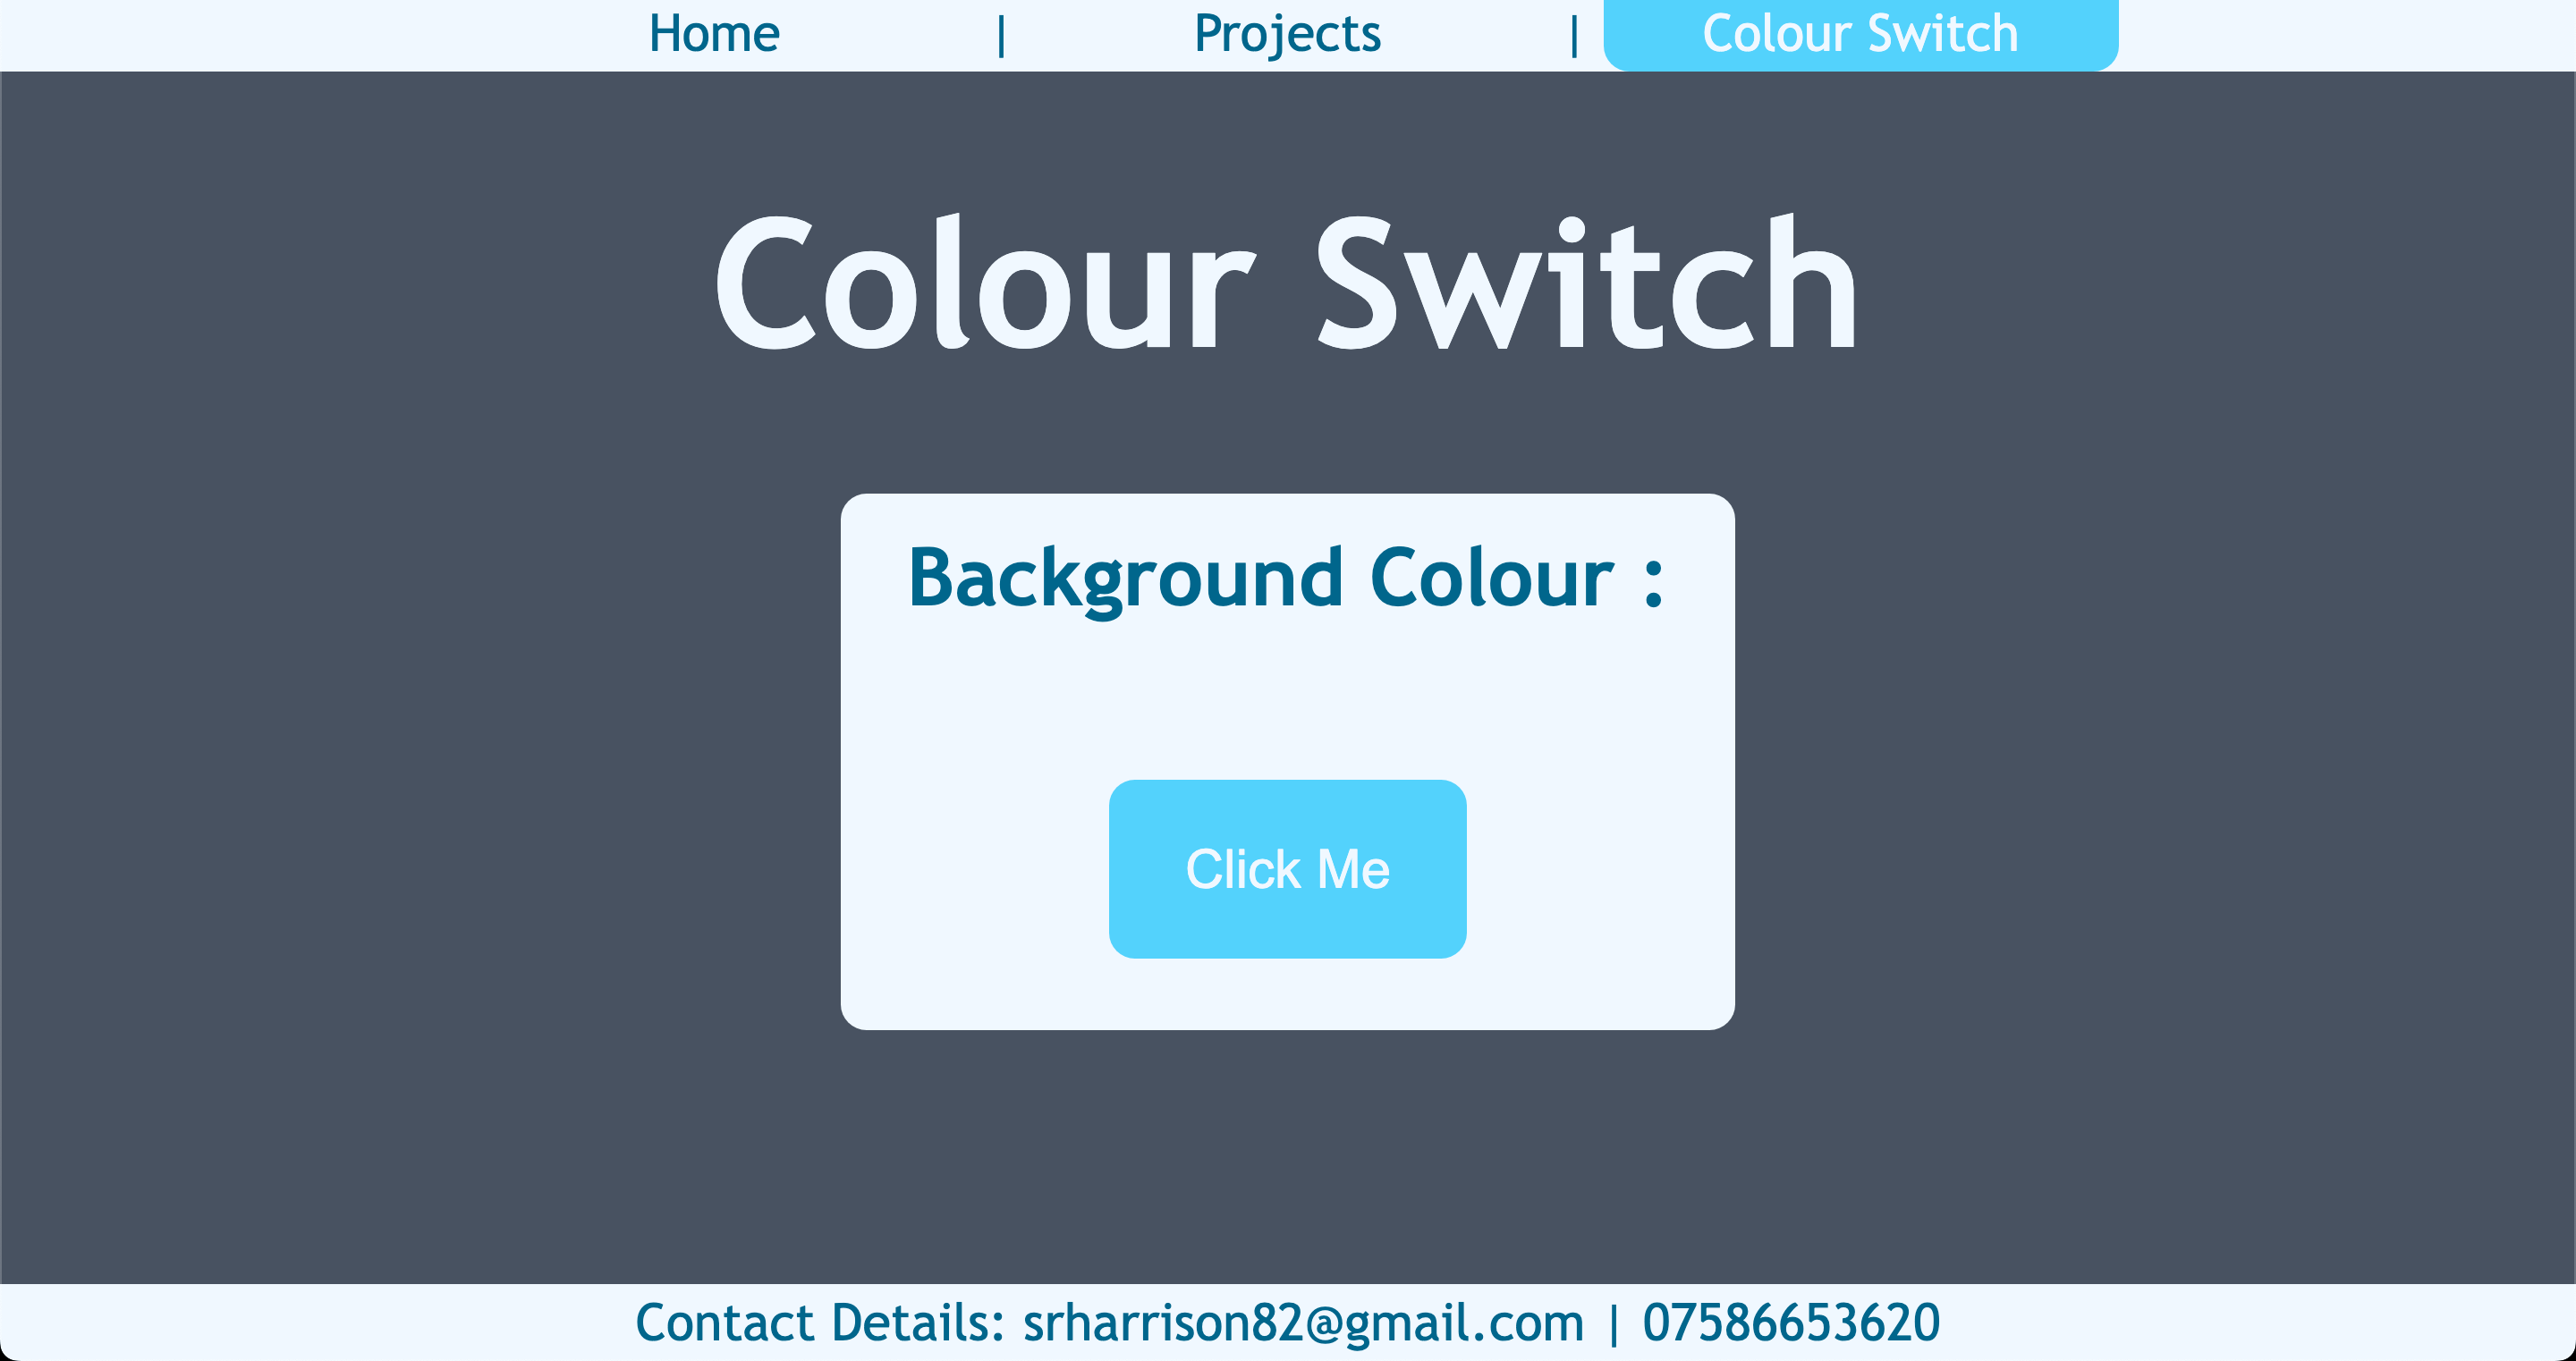 Home | Projects | Colour Switch
Colour Switch
Background Colour :
Click Me
Contact Details: srharrison82@gmail.com | 07586653620